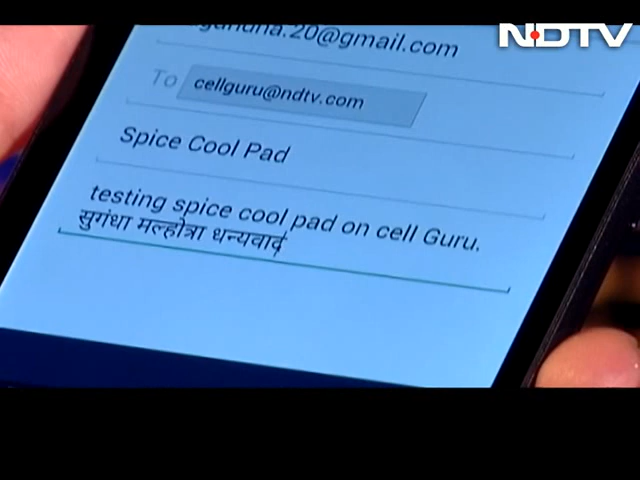 NDTV
20@gmail.com
To cellguru@ndtv.com
Spice Cool Pad
testing spice cool pad on cell Guru.
सुगंधा मल्होत्रा धन्यवाद